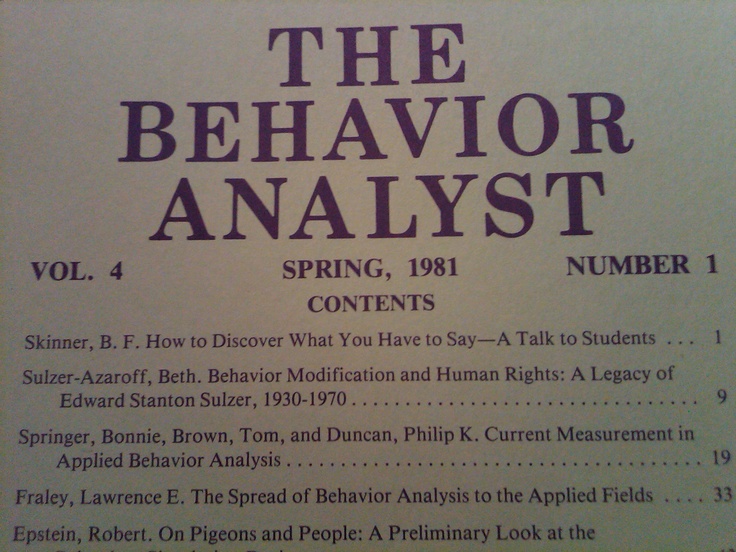 THE
BEHAVIOR
ANALYST
VOL. 4 SPRING, 1981 NUMBER 1
CONTENTS
Skinner, B. F. How to Discover What You Have to Say—A Talk to Students ... 1
Sulzer-Azaroff, Beth. Behavior Modification and Human Rights: A Legacy of
Edward Stanton Sulzer, 1930-1970 .................................. 9
Springer, Bonnie, Brown, Tom, and Duncan, Philip K. Current Measurement in
Applied Behavior Analysis ......................................... 19
Fraley, Lawrence E. The Spread of Behavior Analysis to the Applied Fields .... 33
Epstein, Robert. On Pigeons and People: A Preliminary Look at the